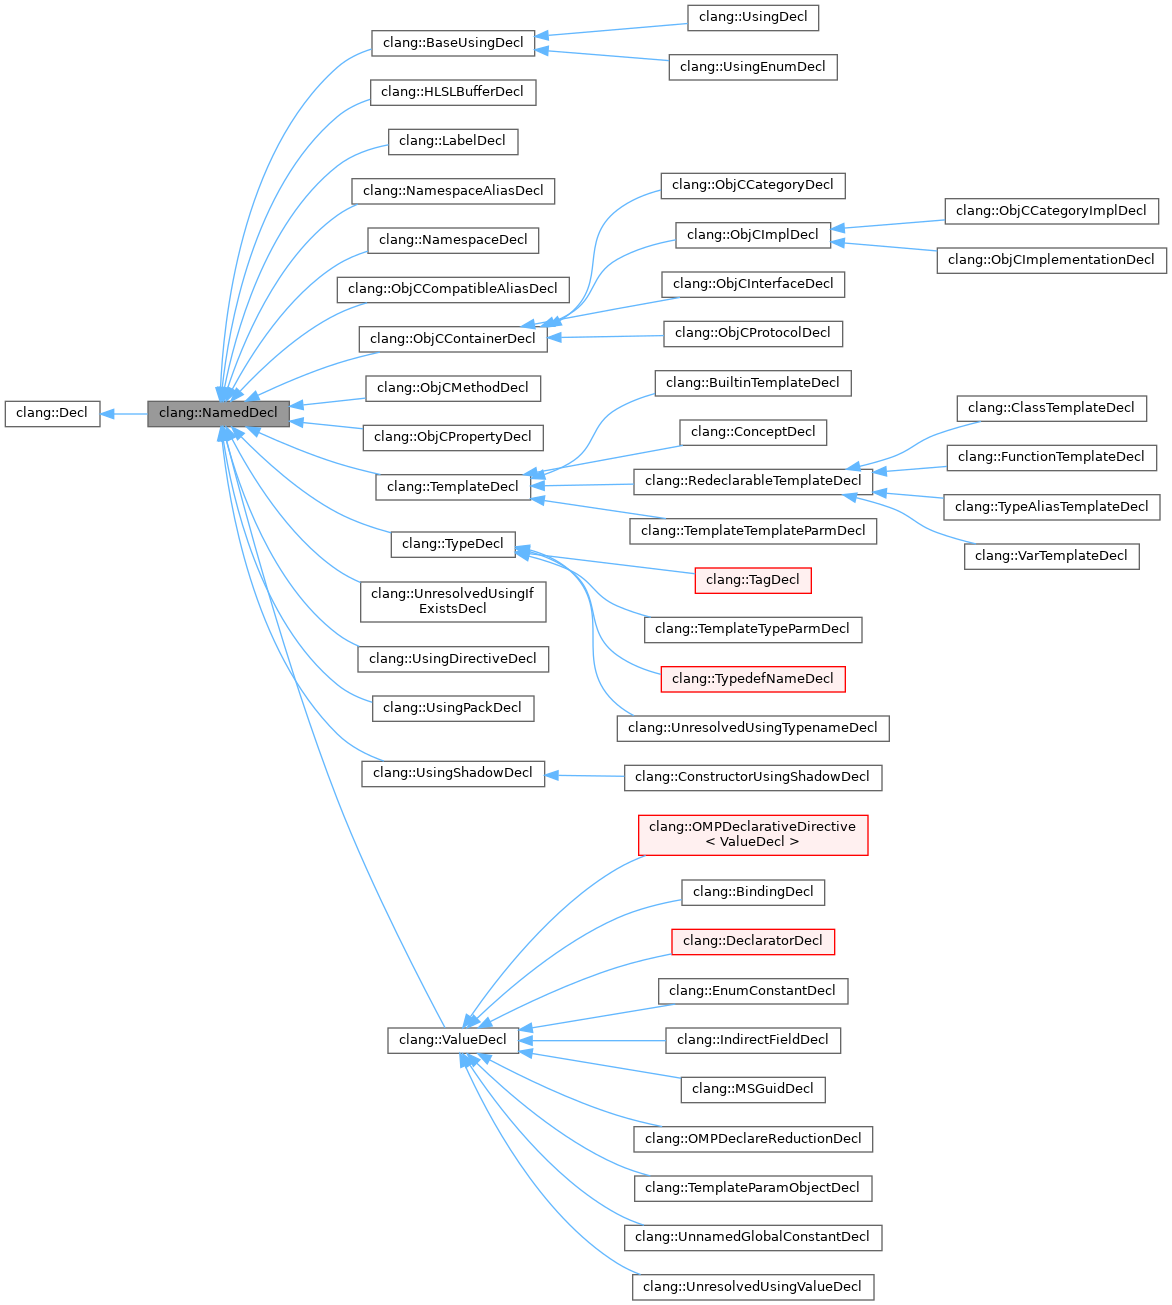 clang::UsingDecl
clang::BaseUsingDecl
clang::UsingEnumDecl
clang::HLSLBufferDecl
clang::LabelDecl
clang::NamespaceAliasDecl
clang::ObjCCategoryDecl
clang::ObjCCategoryImplDecl
clang::ObjCImplDecl
clang::NamespaceDecl
clang::ObjCImplementationDecl
clang::ObjCCompatibleAliasDecl
clang::ObjCInterfaceDecl
clang::ObjCContainerDecl
clang::ObjCProtocolDecl
clang::ObjCMethodDecl
clang::BuiltinTemplateDecl
clang::Decl
clang::NamedDecl
clang::ClassTemplateDecl
clang::ObjCPropertyDecl
clang::ConceptDecl
clang::FunctionTemplateDecl
clang::TemplateDecl
clang::RedeclarableTemplateDecl
clang::TypeAliasTemplateDecl
clang::TemplateTemplateParmDecl
clang::TypeDecl
clang::VarTemplateDecl
clang::TagDecl
clang::UnresolvedUsingIf
ExistsDecl
clang::TemplateTypeParmDecl
clang::UsingDirectiveDecl
clang::TypedefNameDecl
clang::UsingPackDecl
clang::UnresolvedUsingTypenameDecl
clang::UsingShadowDecl
clang::ConstructorUsingShadowDecl
clang::OMPDeclarativeDirective
< ValueDecl >
clang::BindingDecl
clang::DeclaratorDecl
clang::EnumConstantDecl
clang::ValueDecl
clang::IndirectFieldDecl
clang::MSGuidDecl
clang::OMPDeclareReductionDecl
clang::TemplateParamObjectDecl
clang::UnnamedGlobalConstantDecl
clang::UnresolvedUsingValueDecl